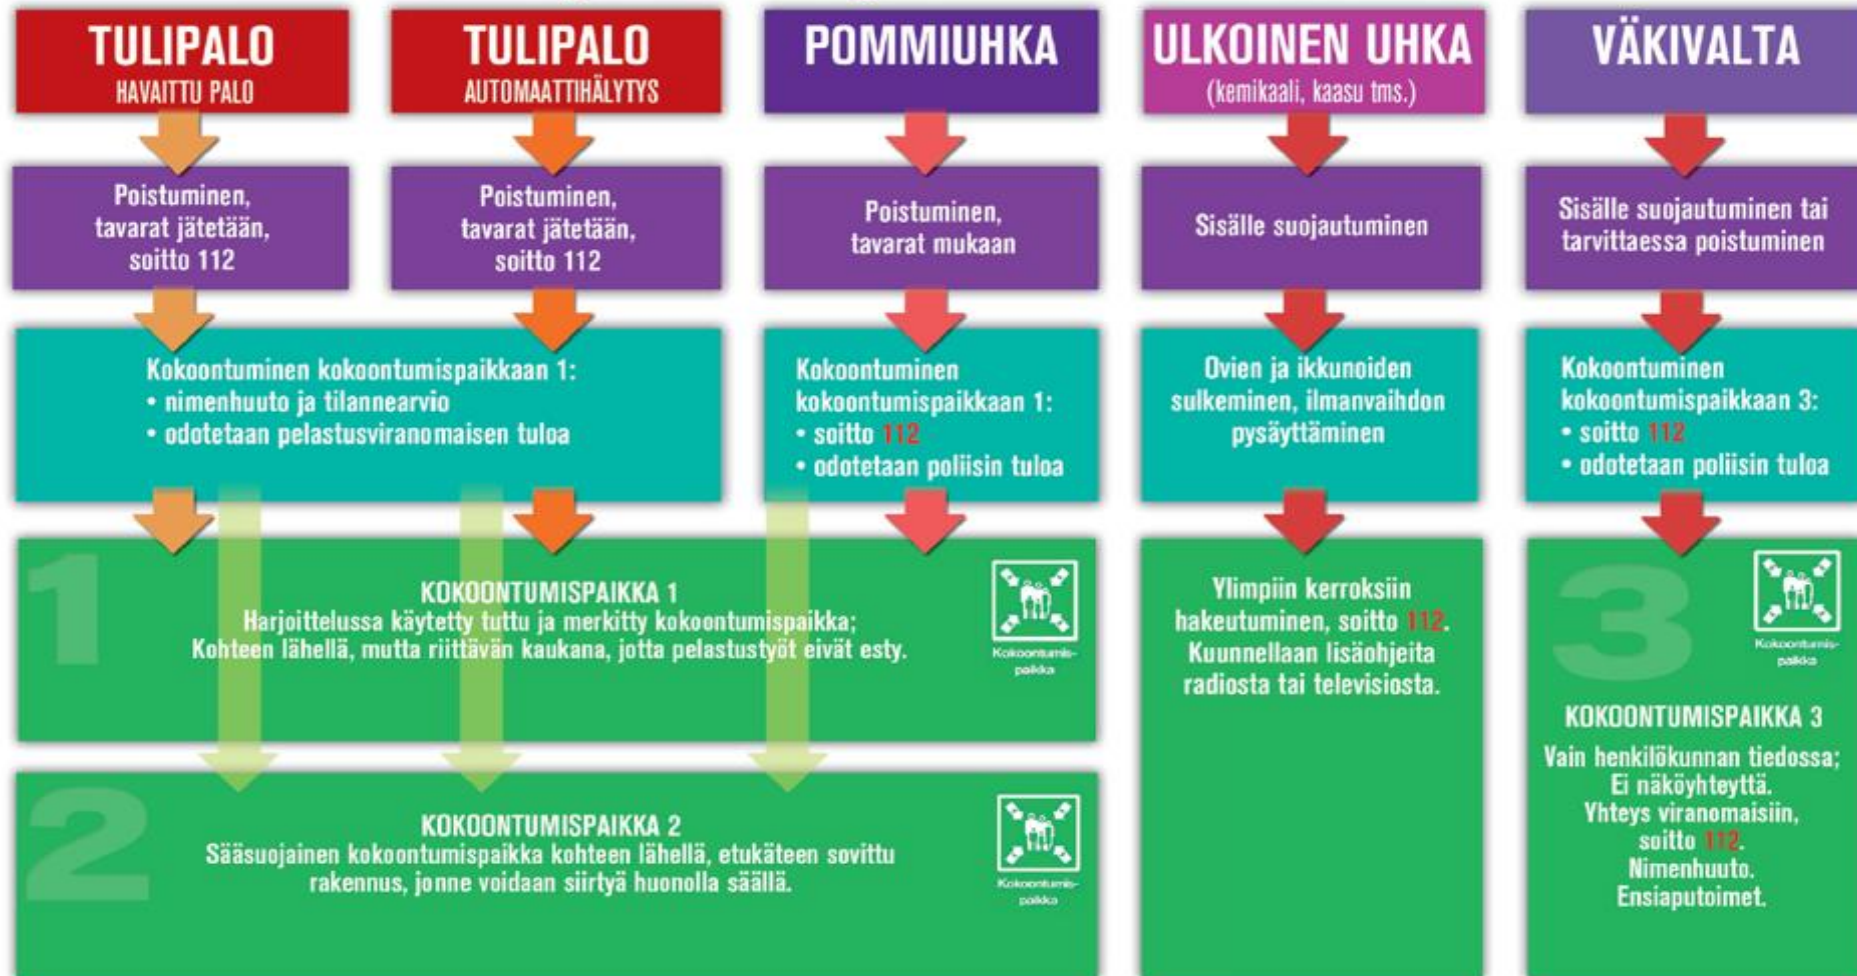 TULIPALO
HAVAITTU PALO
TULIPALO
AUTOMAATTIHÄLYTYS
POMMIUHKA
ULKOINEN UHKA
(kemikaali, kaasu tms.)
VÄKIVALTA
Poistuminen,
tavarat jätetään,
soitto 112
Poistuminen,
tavarat jätetään,
soitto 112
Poistuminen,
tavarat mukaan
Sisälle suojautuminen
Sisälle suojautuminen tai
tarvittaessa poistuminen
Kokoontuminen kokoontumispaikkaan 1:
• nimenhuuto ja tilannearvio
• odotetaan pelastusviranomaisen tuloa
Kokoontuminen
kokoontumispaikkaan 1:
• soitto 112
• odotetaan poliisin tuloa
Ovien ja ikkunoiden
sulkeminen, ilmanvaihdon
pysäyttäminen
Kokoontuminen
kokoontumispaikkaan 3:
• soitto 112
• odotetaan poliisin tuloa
1
KOKOONTUMISPAIKKA 1
Harjoittelussa käytetty tuttu ja merkitty kokoontumispaikka;
Kohteen lähellä, mutta riittävän kaukana, jotta pelastustyöt eivät esty.
Kokoontumis-
paikka
2
KOKOONTUMISPAIKKA 2
Sääsuojainen kokoontumispaikka kohteen lähellä, etukäteen sovittu
rakennus, jonne voidaan siirtyä huonolla säällä.
Kokoontumis-
paikka
Ylimpiin kerroksiin
hakeutuminen, soitto 112.
Kuunnellaan lisäohjeita
radiosta tai televisiosta.
3
Kokoontumis-
paikka
KOKOONTUMISPAIKKA 3
Vain henkilökunnan tiedossa;
Ei näköyhteyttä.
Yhteys viranomaisiin,
soitto 112.
Nimenhuuto.
Ensiaputoimet.